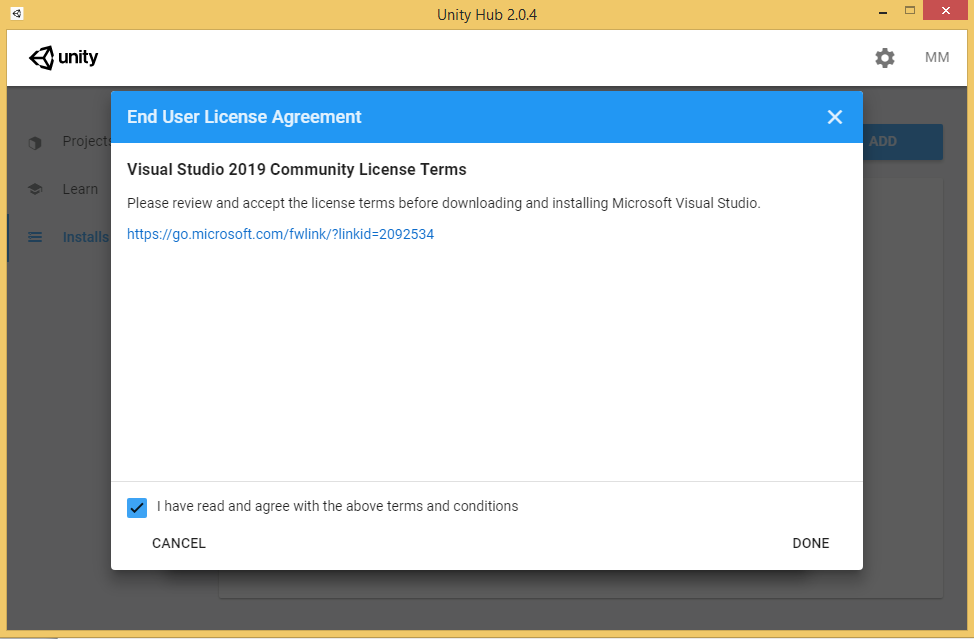 Unity Hub 2.0.4
unity
MM
End User License Agreement
Projects
ADD
Visual Studio 2019 Community License Terms
Learn
Please review and accept the license terms before downloading and installing Microsoft Visual Studio.
Installs
https://go.microsoft.com/fwlink/?linkid=2092534
I have read and agree with the above terms and conditions
CANCEL
DONE